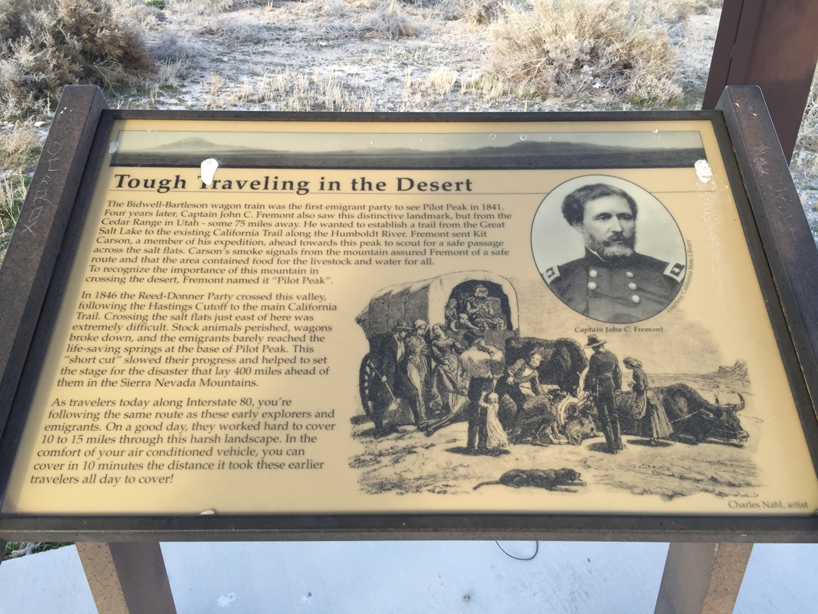 Tough Traveling in the Desert
The Bidwell-Bartleson wagon train was the first emigrant party to see Pilot Peak in 1841.
Four years later, Captain John C. Fremont also saw this distinctive landmark, but from the
Cedar Range in Utah - some 75 miles away. He wanted to establish a trail from the Great
Salt Lake to the existing California Trail along the Humboldt River. Fremont sent Kit
Carson, a member of his expedition, ahead towards this peak to scout for a safe passage
across the salt flats. Carson's smoke signals from the mountain assured Fremont of a safe
route and that the area contained food for the livestock and water for all.
To recognize the importance of this mountain in
crossing the desert, Fremont named it "Pilot Peak".
In 1846 the Reed-Donner Party crossed this valley,
following the Hastings Cutoff to the main California
Trail. Crossing the salt flats just east of here was
extremely difficult. Stock animals perished, wagons
broke down, and the emigrants barely reached the
life-saving springs at the base of Pilot Peak. This
"short cut" slowed their progress and helped to set
the stage for the disaster that lay 400 miles ahead of
them in the Sierra Nevada Mountains.
As travelers today along Interstate 80, you're
following the same route as these early explorers and
emigrants. On a good day, they worked hard to cover
10 to 15 miles through this harsh landscape. In the
comfort of your air conditioned vehicle, you can
cover in 10 minutes the distance it took these earlier
travelers all day to cover!
Captain John C. Fremont
Charles Nahl, artist